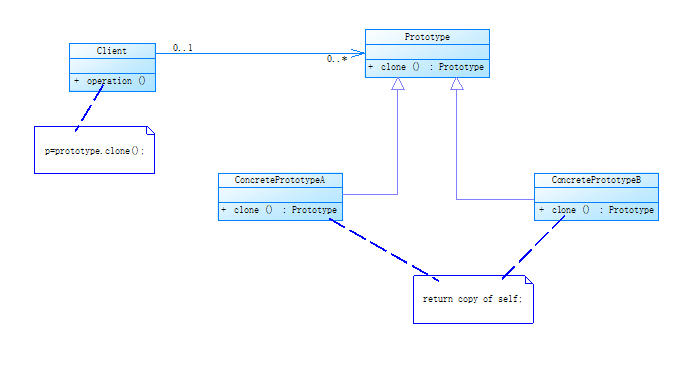 Prototype
+ clone () : Prototype
Client
+ operation ()
0..1
0..*
p=prototype.clone();
ConcretePrototypeA
+ clone () : Prototype
ConcretePrototypeB
+ clone () : Prototype
return copy of self;